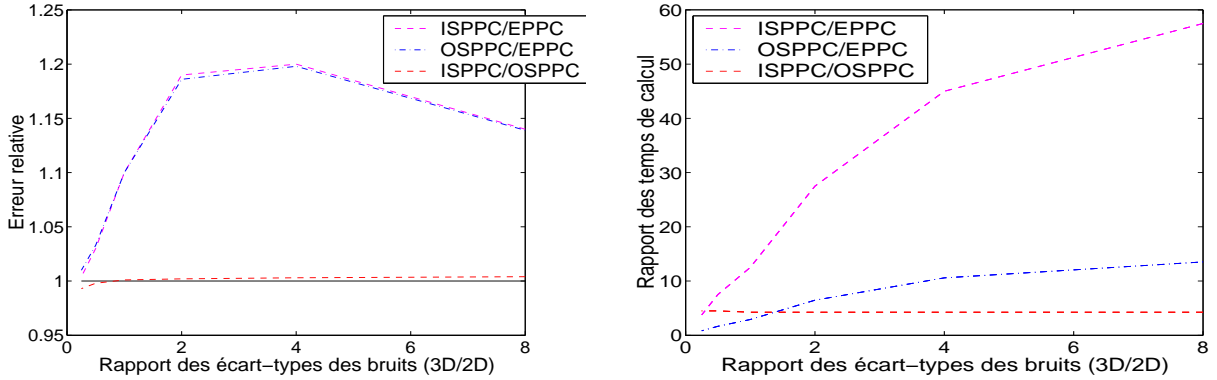 1.25
1.2
1.15
1.1
1.05
1
0.95
Erreur relative
0 2 4 6 8
Rapport des écart−types des bruits (3D/2D)
ISPPC/EPPC
OSPPC/EPPC
ISPPC/OSPPC
60
50
40
30
20
10
0
Rapport des temps de calcul
0 2 4 6 8
Rapport des écart−types des bruits (3D/2D)
ISPPC/EPPC
OSPPC/EPPC
ISPPC/OSPPC